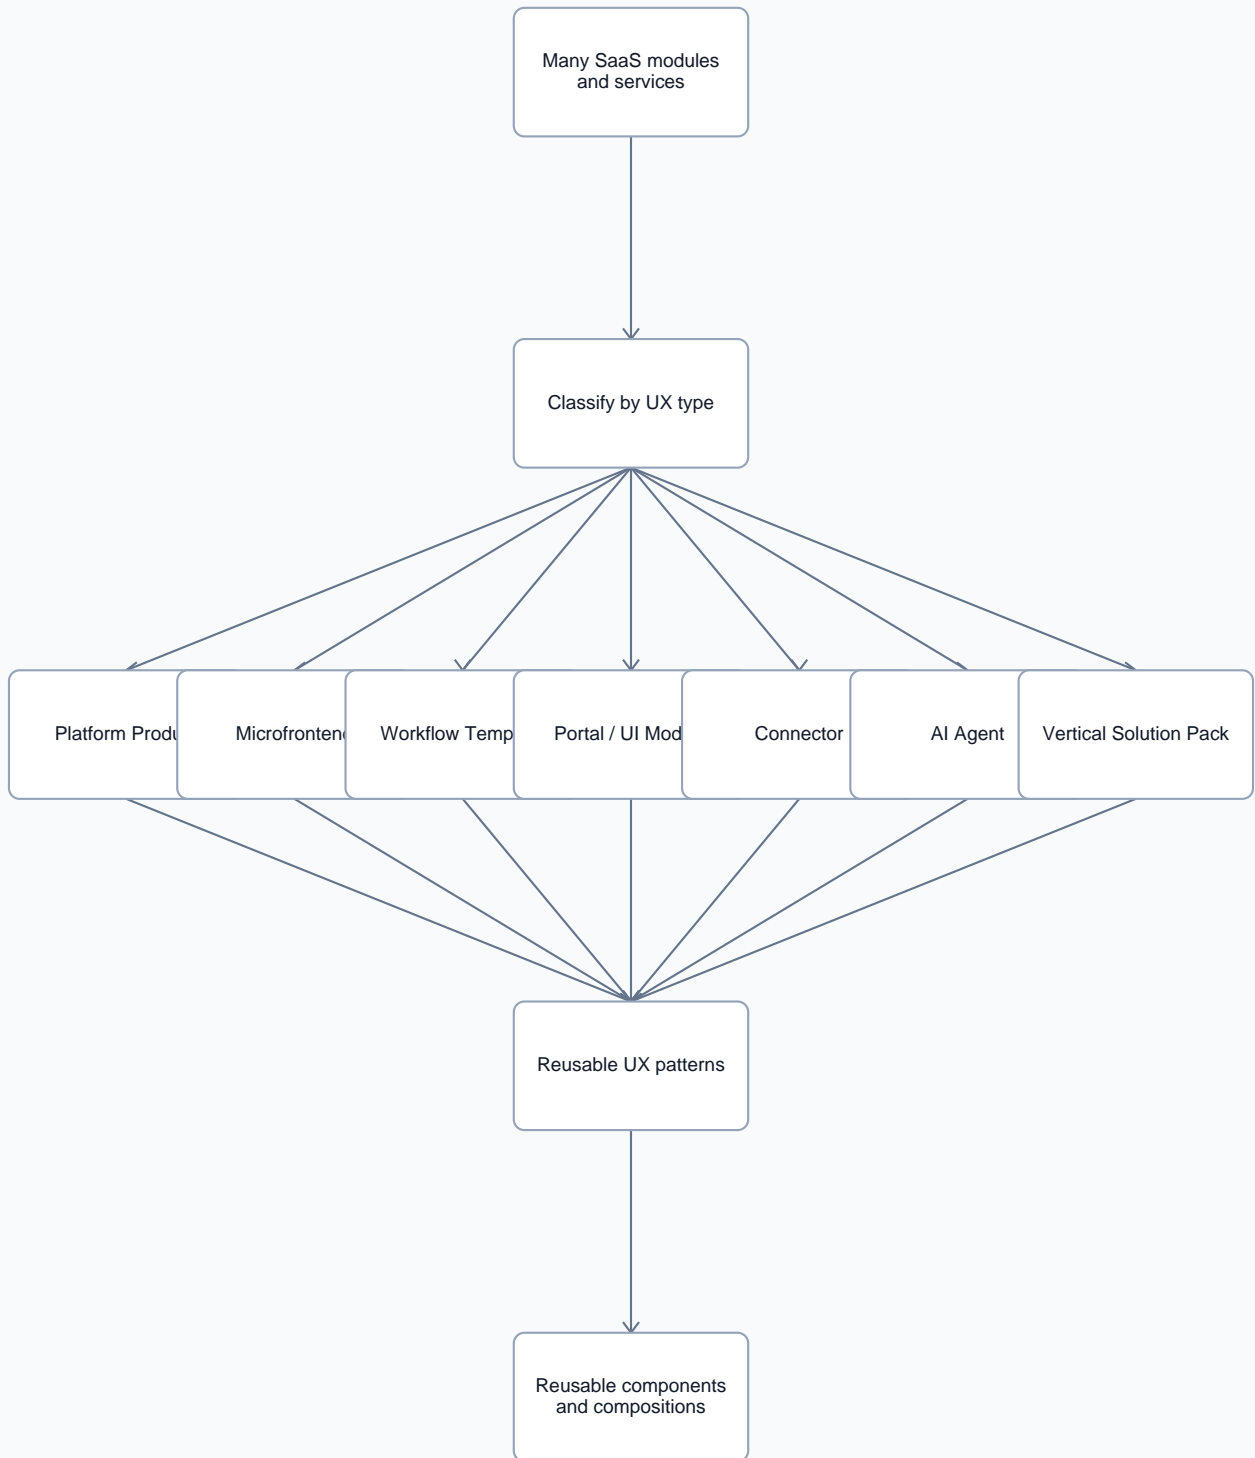 Many SaaS modules
and services
Classify by UX type
Platform Produ
Microfrontend
Workflow Temp
Portal / UI Mod
Connector
AI Agent
Vertical Solution Pack
Reusable UX patterns
Reusable components
and compositions